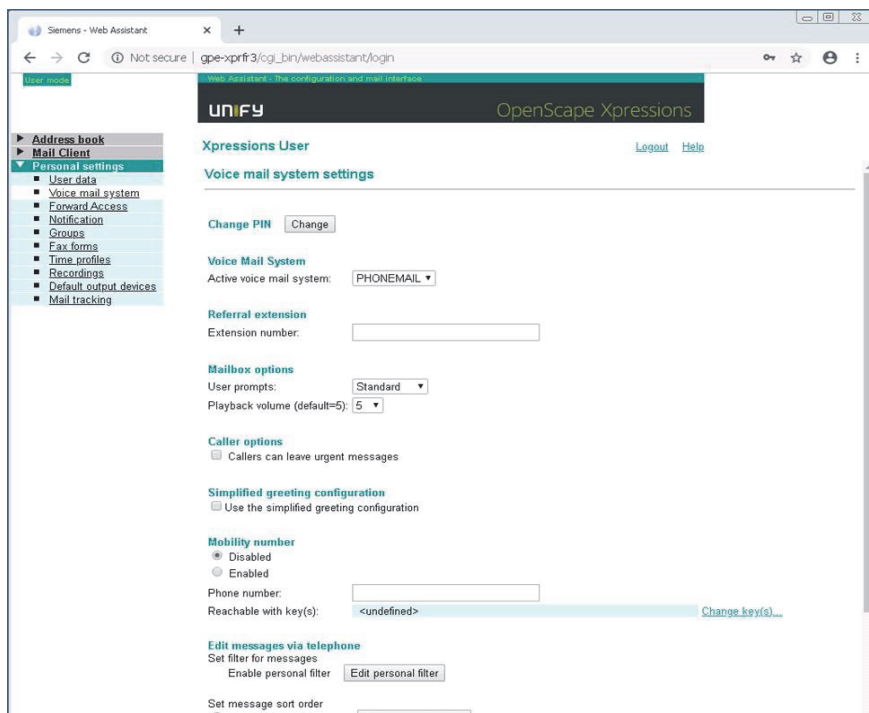 Siemens - Web Assistant
Not secure | gpe-xprfr3/cgi_bin/webassistant/login
User mode
Web Assistant - The configuration and mail interface
UNIFY OpenScape Xpressions
Address book
Mail Client
Personal settings
User data
Voice mail system
Forward Access
Notification
Groups
Fax forms
Time profiles
Recordings
Default output devices
Mail tracking
Xpressions User Logout Help
Voice mail system settings
Change PIN Change
Voice Mail System
Active voice mail system: PHONEMAIL
Referral extension
Extension number:
Mailbox options
User prompts: Standard
Playback volume (default=5): 5
Caller options
Callers can leave urgent messages
Simplified greeting configuration
Use the simplified greeting configuration
Mobility number
Disabled
Enabled
Phone number:
Reachable with key(s): <undefined> Change key(s)...
Edit messages via telephone
Set filter for messages
Enable personal filter Edit personal filter
Set message sort order